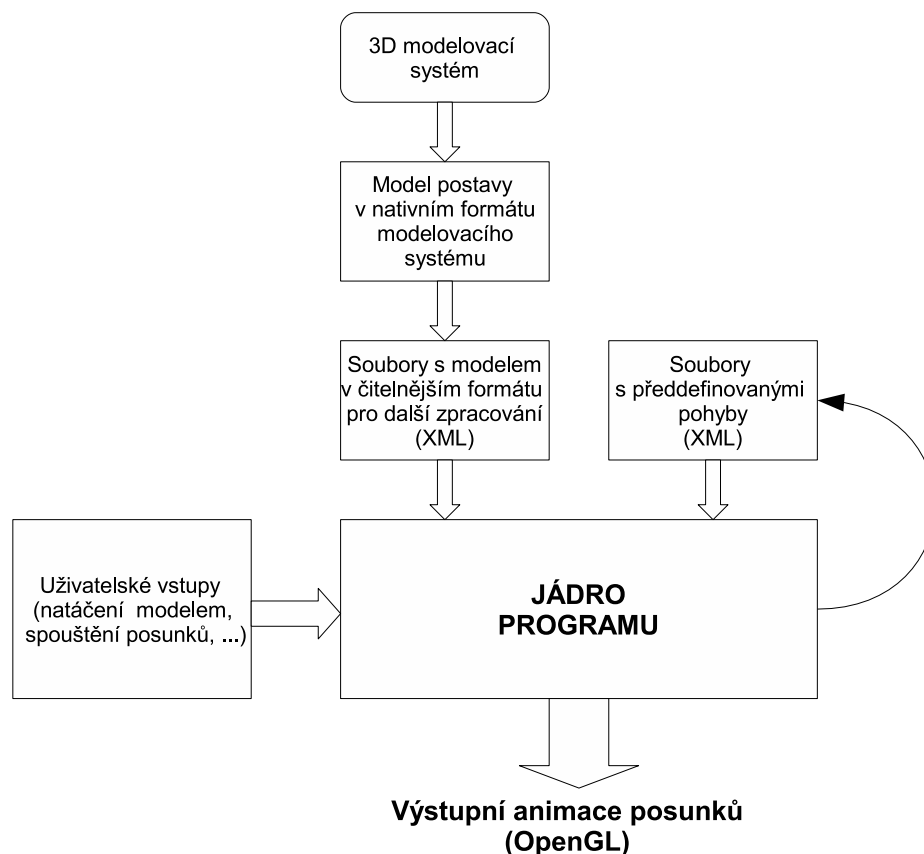 3D modelovací
systém
Model postavy
v nativním formátu
modelovacího
systému
Soubory s modelem
v čitelnějším formátu
pro další zpracování
(XML)
Soubory
s předdefinovanými
pohyby
(XML)
Uživatelské vstupy
(natáčení modelem,
spouštění posunků, ...)
JÁDRO
PROGRAMU
Výstupní animace posunků
(OpenGL)